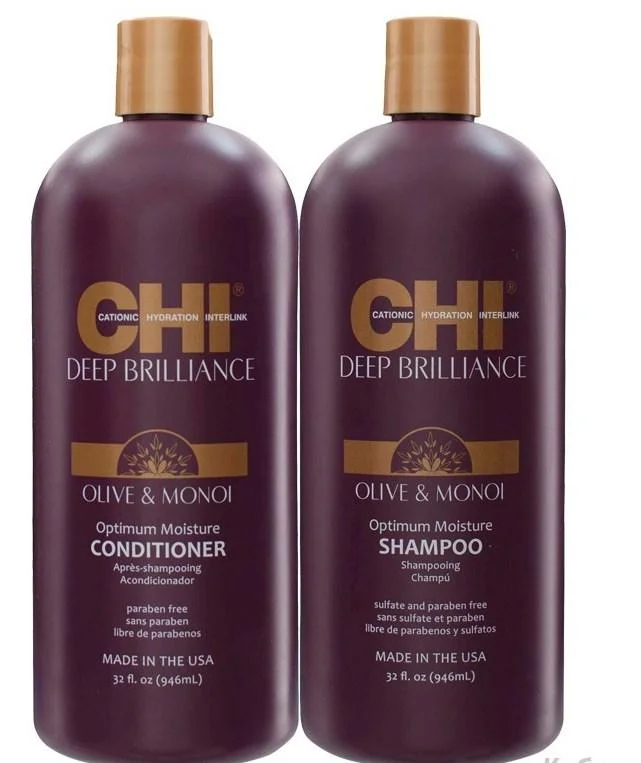 CHI®
CATIONIC HYDRATION INTERLINK
DEEP BRILLIANCE
OLIVE & MONOI
Optimum Moisture
CONDITIONER
Après-shampooing
Acondicionador
paraben free
sans paraben
libre de parabenos
MADE IN THE USA
32 fl. oz (946mL)
CHI®
CATIONIC HYDRATION INTERLINK
DEEP BRILLIANCE
OLIVE & MONOI
Optimum Moisture
SHAMPOO
Shampooing
Champú
sulfate and paraben free
sans sulfate et paraben
libre de parabenos y sulfatos
MADE IN THE USA
32 fl. oz (946mL)